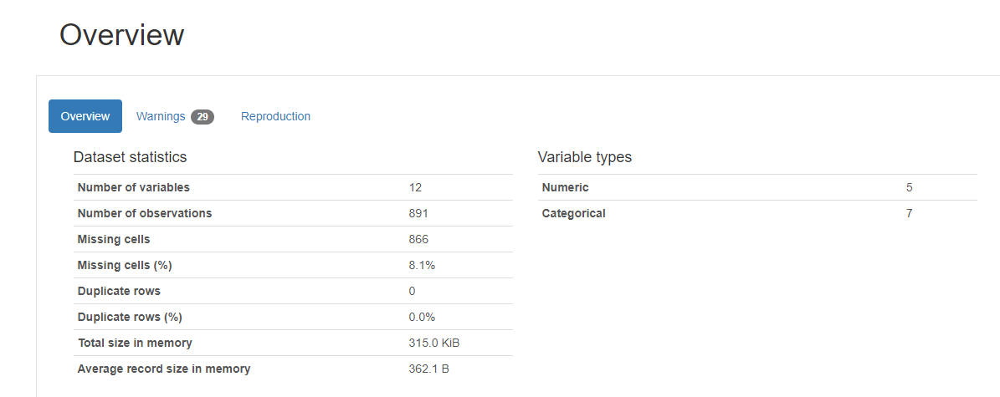 Overview
Overview Warnings 29 Reproduction
Dataset statistics
Number of variables 12
Number of observations 891
Missing cells 866
Missing cells (%) 8.1%
Duplicate rows 0
Duplicate rows (%) 0.0%
Total size in memory 315.0 KiB
Average record size in memory 362.1 B
Variable types
Numeric 5
Categorical 7